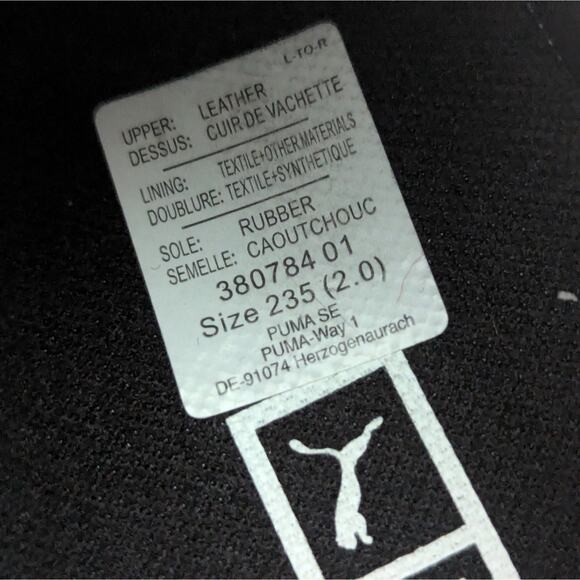 L-TO-R
UPPER: LEATHER
DESSUS: CUIR DE VACHETTE
LINING: TEXTILE+OTHER MATERIALS
DOUBLURE: TEXTILE+SYNTHETIQUE
SOLE: RUBBER
SEMELLE: CAOUTCHOUC
380784 01
Size 235 (2.0)
PUMA SE
PUMA-Way 1
DE-91074 Herzogenaurach